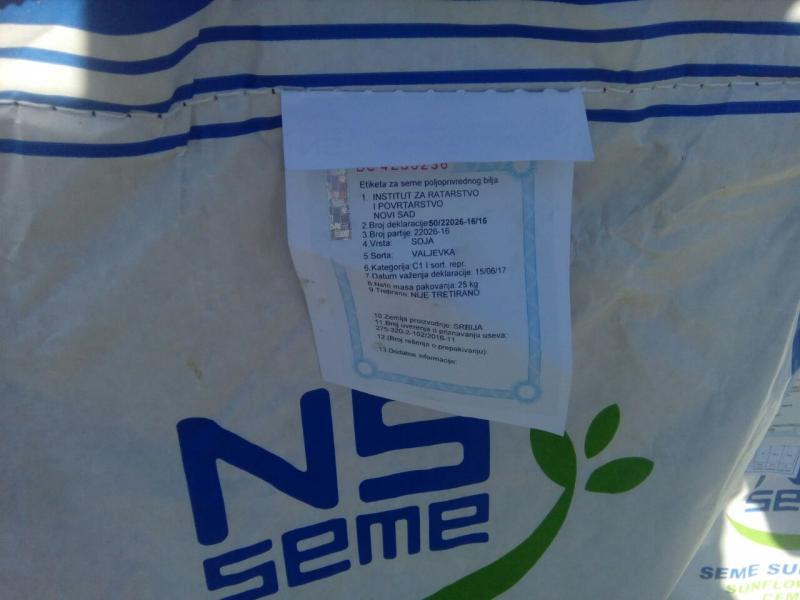 Etiketa za seme poljoprivrednog bilja
1. INSTITUT ZA RATARSTVO
I POVRTARSTVO
NOVI SAD
2.Broj deklaracije:50/22026-16/16
3.Broj partije: 22026-16
4.Vrsta: SOJA
5.Sorta: VALJEVKA
6.Kategorija:C1 I sort. repr.
7.Datum važenja deklaracije: 15/06/17
8.Neto masa pakovanja: 25 kg
9.Tretirano: NIJE TRETIRANO
10.Zemlja proizvodnje: SRBIJA
11.Broj uverenja o priznavanju useva:
275-320-2-102/2016-11
12.(Broj rešenja o prepakivanju):
13.Dodatne informacije:
NS
seme
SEME SU
SUNFLOW
СЕМ